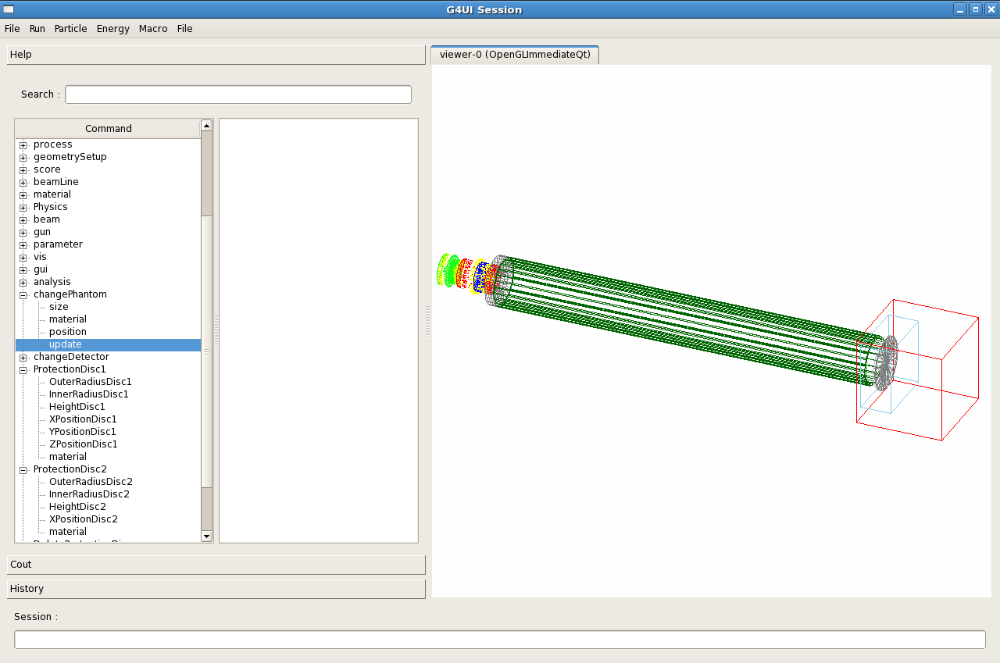 G4UI Session
File Run Particle Energy Macro File
Help
viewer-0 (OpenGLImmediateQt)
Search :
Command
process
geometrySetup
score
beamLine
material
Physics
beam
gun
parameter
vis
gui
analysis
changePhantom
size
material
position
update
changeDetector
ProtectionDisc1
OuterRadiusDisc1
InnerRadiusDisc1
HeightDisc1
XPositionDisc1
YPositionDisc1
ZPositionDisc1
material
ProtectionDisc2
OuterRadiusDisc2
InnerRadiusDisc2
HeightDisc2
XPositionDisc2
material
Cout
History
Session :